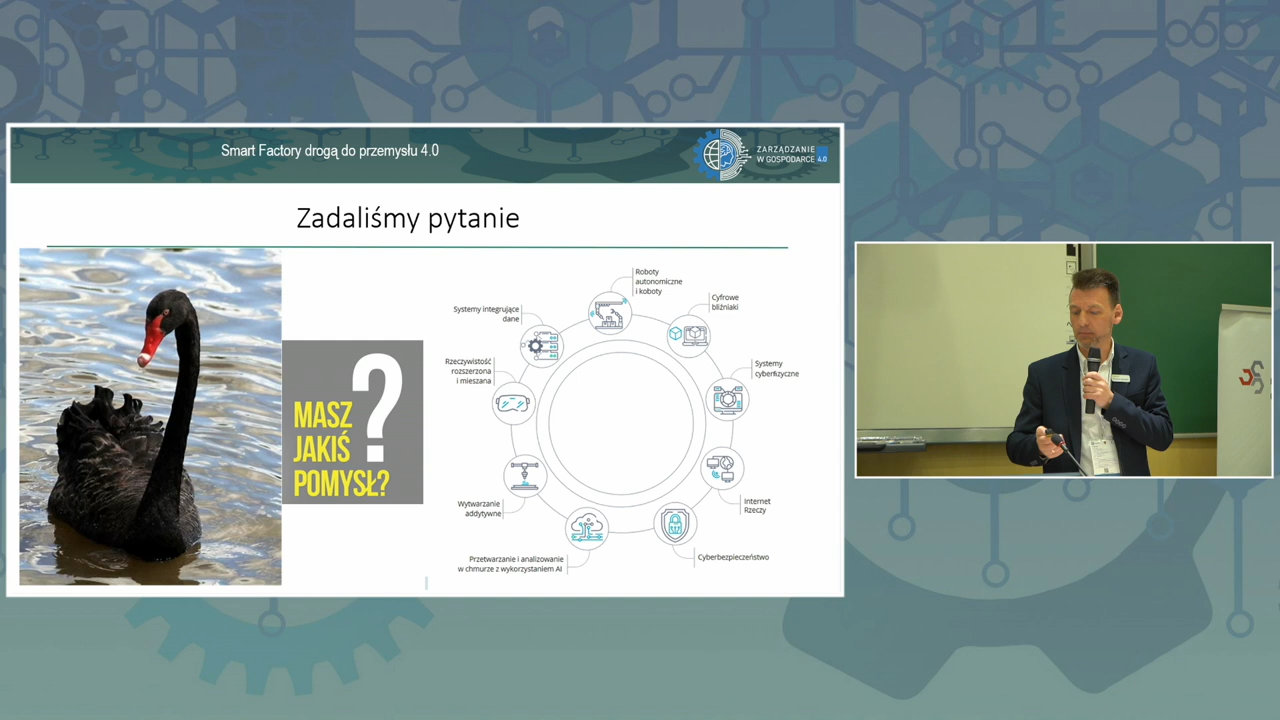 Smart Factory drogą do przemysłu 4.0
ZARZĄDZANIE
W GOSPODARCE 4.0
Zadaliśmy pytanie
MASZ
JAKIŚ
POMYSŁ?
?
Roboty
autonomiczne
i koboty
Cyfrowe
bliźniaki
Systemy
cyberfizyczne
Internet
Rzeczy
Cyberbezpieczeństwo
Przetwarzanie i analizowanie
w chmurze z wykorzystaniem AI
Wytwarzanie
addytywne
Rzeczywistość
rozszerzona
i mieszana
Systemy integrujące
dane